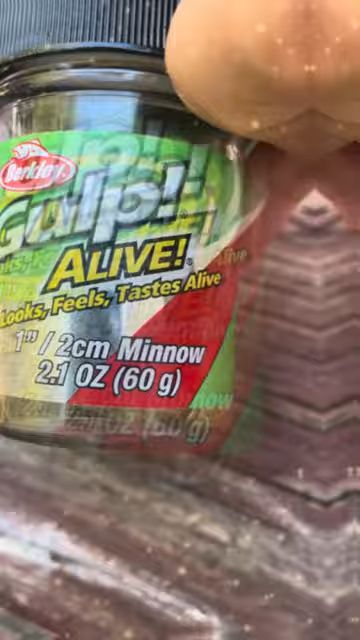 Berkley
Gulp!
ALIVE!
Looks, Feels, Tastes Alive
1" / 2cm Minnow
2.1 OZ (60 g)